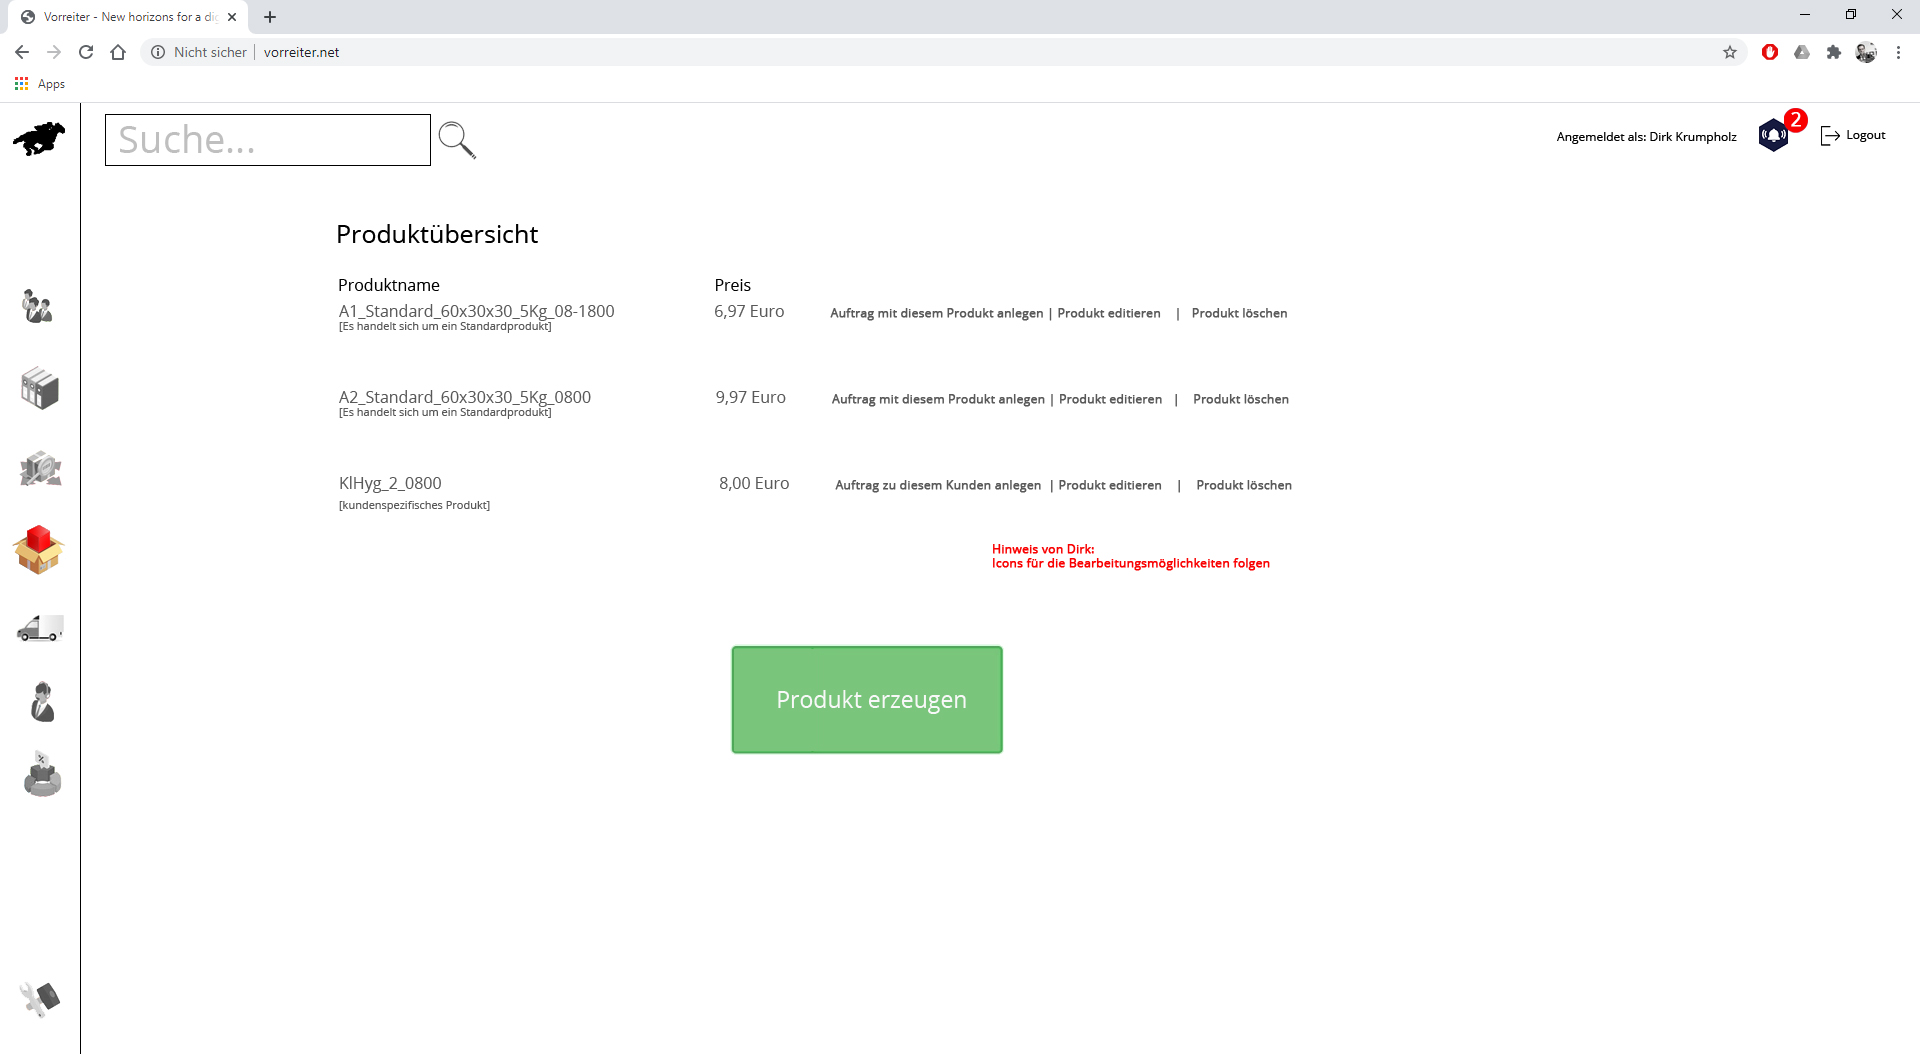 Vorreiter - New horizons for a di
Nicht sicher | vorreiter.net
Apps
Suche...
Angemeldet als: Dirk Krumpholz
2
Logout
Produktübersicht
Produktname Preis
A1_Standard_60x30x30_5Kg_08-1800 6,97 Euro Auftrag mit diesem Produkt anlegen | Produkt editieren | Produkt löschen
[Es handelt sich um ein Standardprodukt]
A2_Standard_60x30x30_5Kg_0800 9,97 Euro Auftrag mit diesem Produkt anlegen | Produkt editieren | Produkt löschen
[Es handelt sich um ein Standardprodukt]
KlHyg_2_0800 8,00 Euro Auftrag zu diesem Kunden anlegen | Produkt editieren | Produkt löschen
[kundenspezifisches Produkt]
Hinweis von Dirk:
Icons für die Bearbeitungsmöglichkeiten folgen
Produkt erzeugen